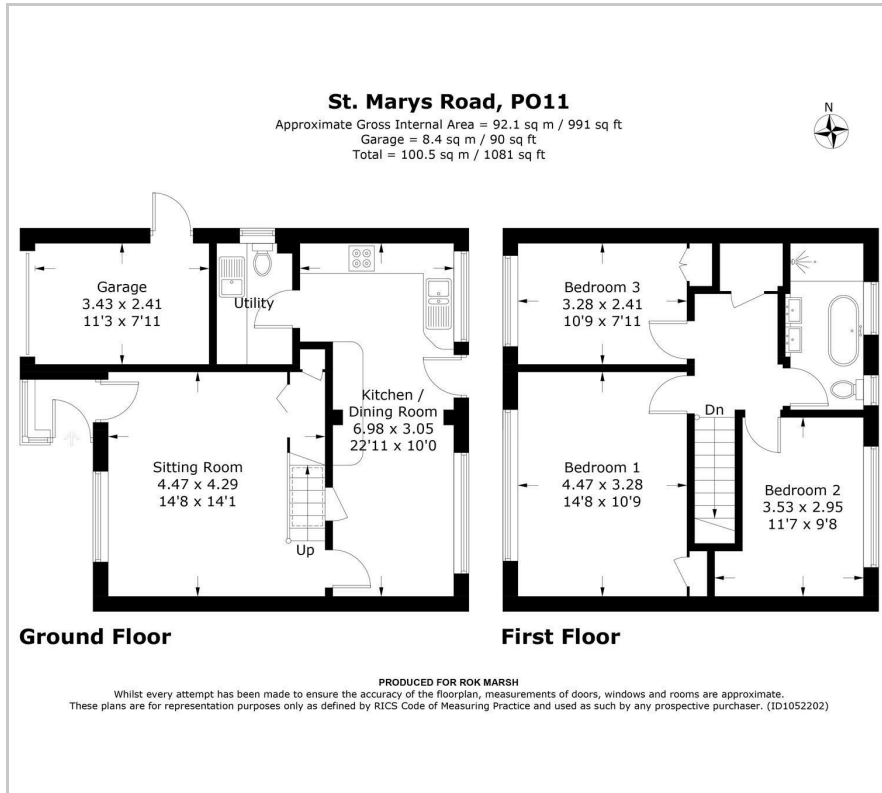 St. Marys Road, PO11
Approximate Gross Internal Area = 92.1 sq m / 991 sq ft
Garage = 8.4 sq m / 90 sq ft
Total = 100.5 sq m / 1081 sq ft
N
Garage
3.43 x 2.41
11'3 x 7'11
Utility
Kitchen /
Dining Room
6.98 x 3.05
22'11 x 10'0
Sitting Room
4.47 x 4.29
14'8 x 14'1
Up
Bedroom 3
3.28 x 2.41
10'9 x 7'11
Dn
Bedroom 1
4.47 x 3.28
14'8 x 10'9
Bedroom 2
3.53 x 2.95
11'7 x 9'8
Ground Floor
First Floor
PRODUCED FOR ROK MARSH
Whilst every attempt has been made to ensure the accuracy of the floorplan, measurements of doors, windows and rooms are approximate.
These plans are for representation purposes only as defined by RICS Code of Measuring Practice and used as such by any prospective purchaser. (ID1052202)